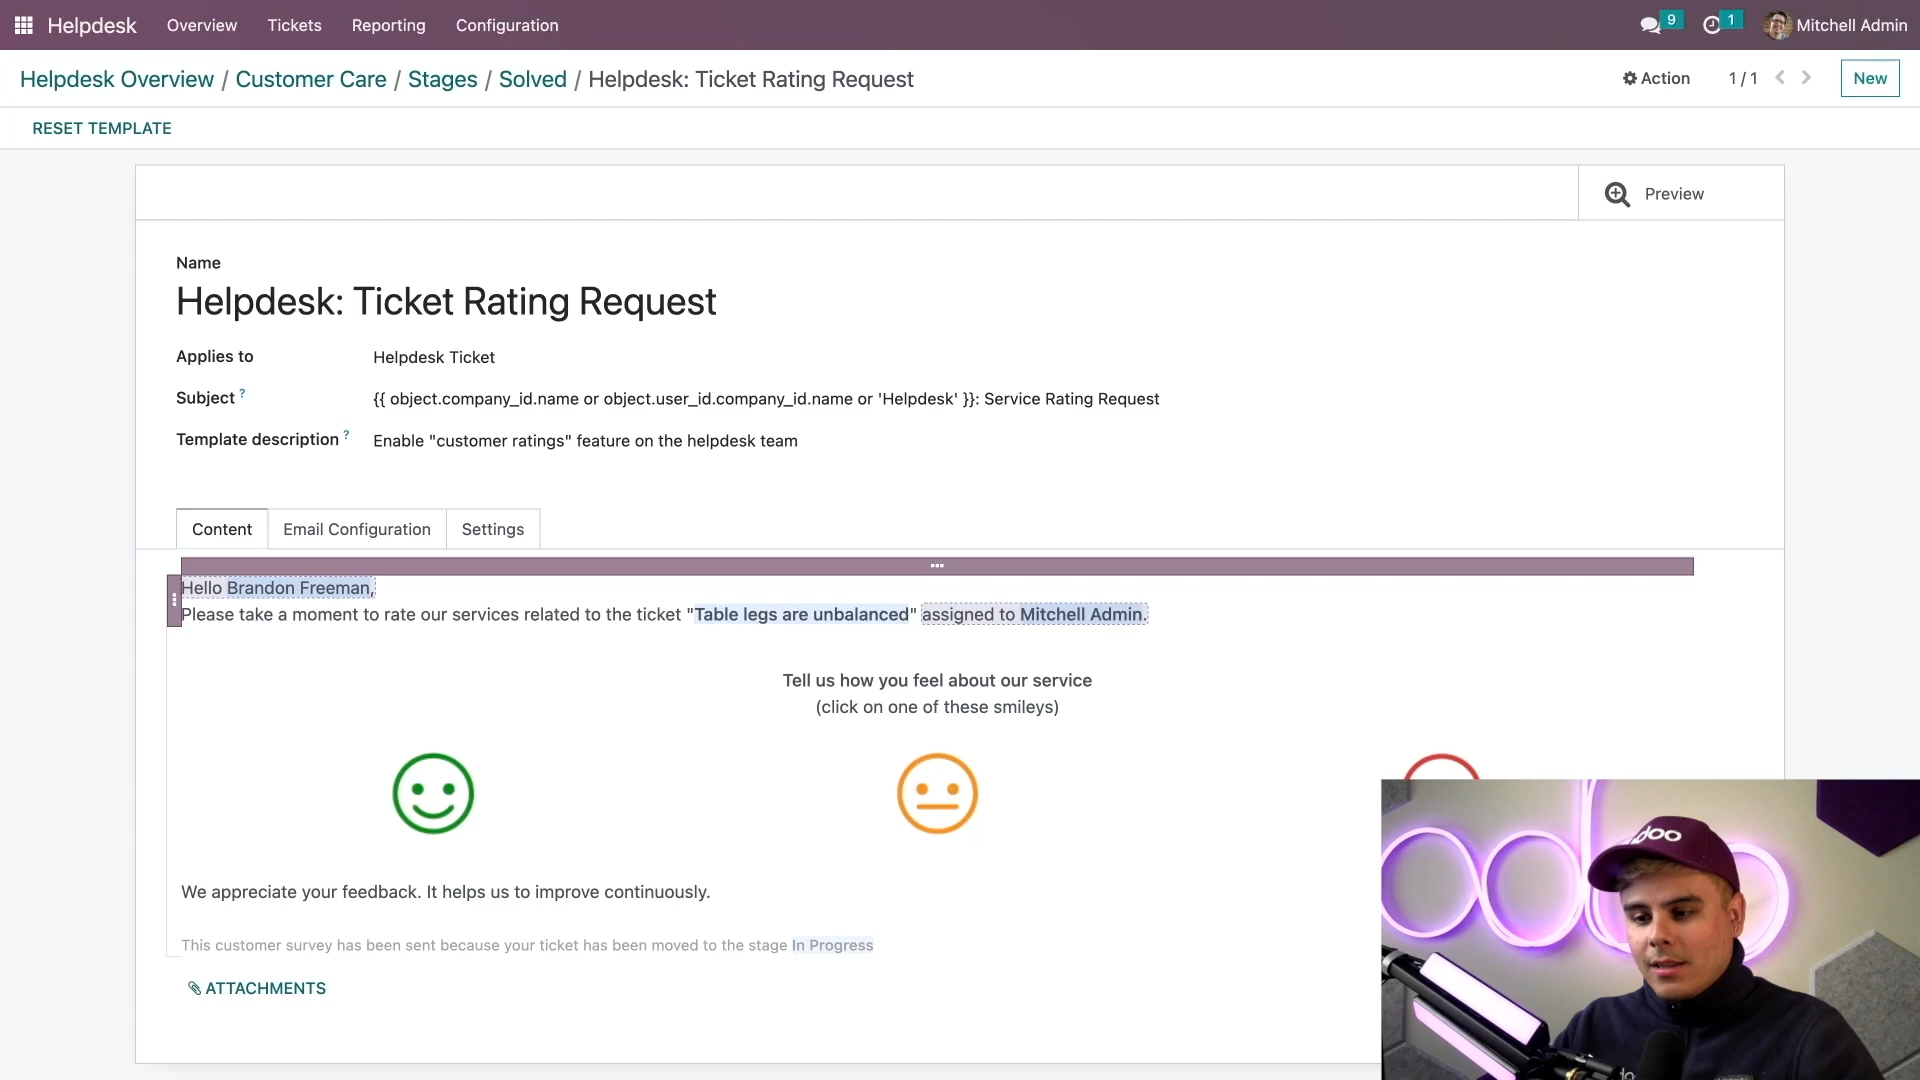 Helpdesk Overview Tickets Reporting Configuration 9 1 Mitchell Admin
Helpdesk Overview / Customer Care / Stages / Solved / Helpdesk: Ticket Rating Request Action 1 / 1 New
RESET TEMPLATE
Preview
Name
Helpdesk: Ticket Rating Request
Applies to Helpdesk Ticket
Subject ? {{ object.company_id.name or object.user_id.company_id.name or 'Helpdesk' }}: Service Rating Request
Template description ? Enable "customer ratings" feature on the helpdesk team
Content Email Configuration Settings
Hello Brandon Freeman,
Please take a moment to rate our services related to the ticket "Table legs are unbalanced" assigned to Mitchell Admin.
Tell us how you feel about our service
(click on one of these smileys)
We appreciate your feedback. It helps us to improve continuously.
This customer survey has been sent because your ticket has been moved to the stage In Progress
ATTACHMENTS
odoo